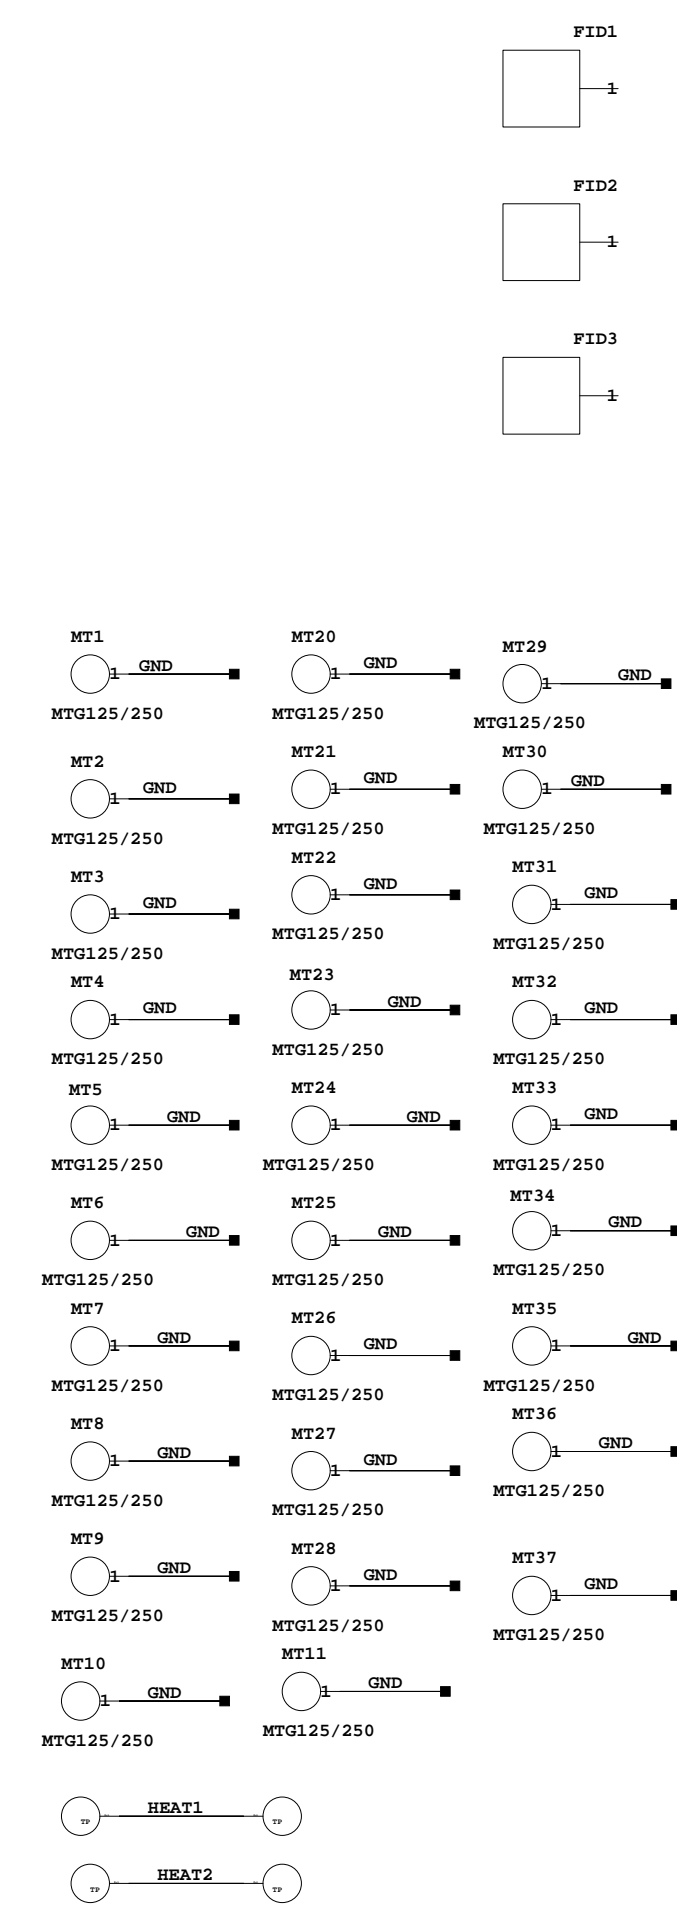 FID1
1
FID2
1
FID3
1
MT1 MT20 MT29
1 GND 1 GND 1 GND
MTG125/250 MTG125/250 MTG125/250
MT2 MT21 MT30
1 GND 1 GND 1 GND
MTG125/250 MTG125/250 MTG125/250
MT3 MT22 MT31
1 GND 1 GND 1 GND
MTG125/250 MTG125/250 MTG125/250
MT4 MT23 MT32
1 GND 1 GND 1 GND
MTG125/250 MTG125/250 MTG125/250
MT5 MT24 MT33
1 GND 1 GND 1 GND
MTG125/250 MTG125/250 MTG125/250
MT6 MT25 MT34
1 GND 1 GND 1 GND
MTG125/250 MTG125/250 MTG125/250
MT7 MT26 MT35
1 GND 1 GND 1 GND
MTG125/250 MTG125/250 MTG125/250
MT8 MT27 MT36
1 GND 1 GND 1 GND
MTG125/250 MTG125/250 MTG125/250
MT9 MT28 MT37
1 GND 1 GND 1 GND
MTG125/250 MTG125/250 MTG125/250
MT10 MT11
1 GND 1 GND
MTG125/250 MTG125/250
TP HEAT1 TP
TP HEAT2 TP